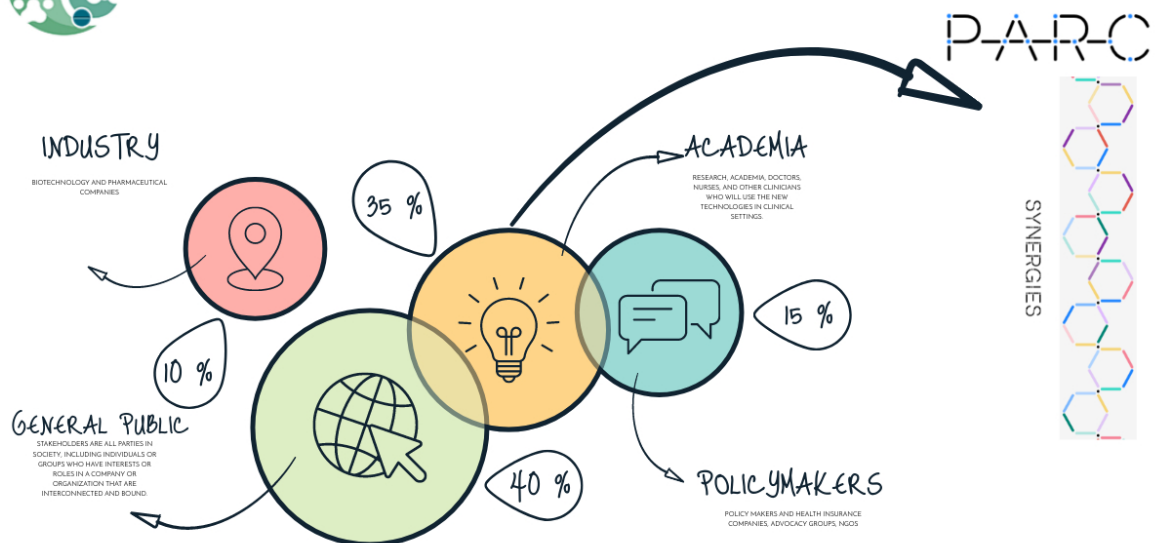 P-A-R-C
INDUSTRY
BIOTECHNOLOGY AND PHARMACEUTICAL
COMPANIES
35 %
ACADEMIA
RESEARCH, ACADEMIA, DOCTORS,
NURSES, AND OTHER CLINICIANS
WHO WILL USE THE NEW
TECHNOLOGIES IN CLINICAL
SETTINGS.
SYNERGIES
15 %
10 %
GENERAL PUBLIC
STAKEHOLDERS ARE ALL PARTIES IN
SOCIETY, INCLUDING INDIVIDUALS OR
GROUPS WHO HAVE INTERESTS OR
ROLES IN A COMPANY OR
ORGANIZATION THAT ARE
INTERCONNECTED AND BOUND.
40 %
POLICYMAKERS
POLICY MAKERS AND HEALTH INSURANCE
COMPANIES, ADVOCACY GROUPS, NGOS